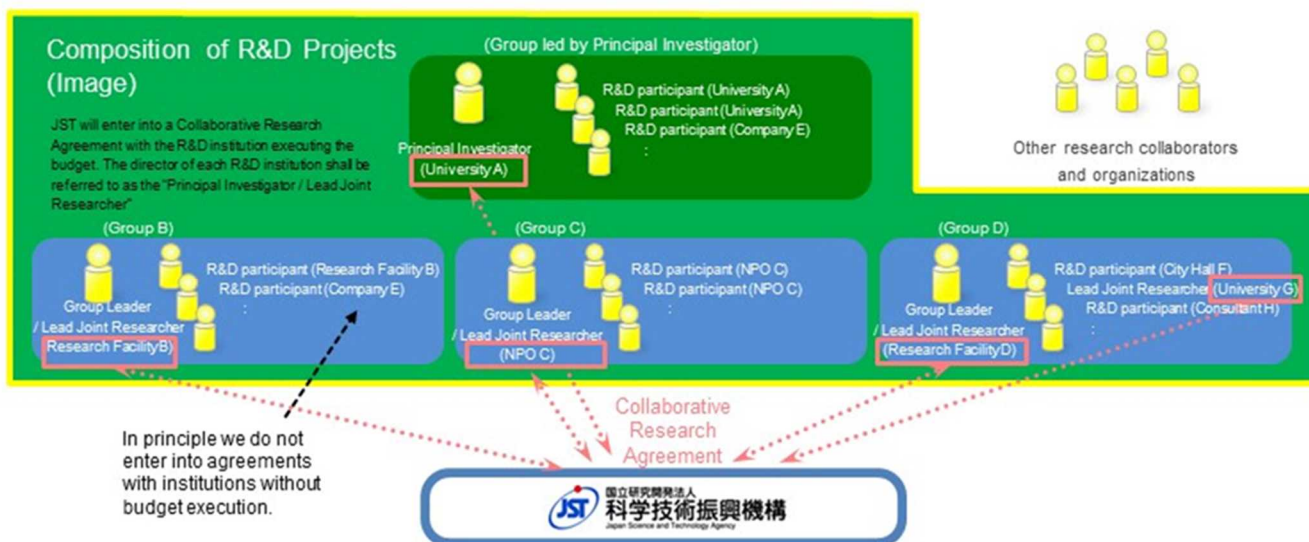 Composition of R&D Projects
(Image)
JST will enter into a Collaborative Research
Agreement with the R&D institution executing the
budget. The director of each R&D institution shall be
referred to as the "Principal Investigator / Lead Joint
Researcher"
(Group led by Principal Investigator)
R&D participant (University A)
R&D participant (University A)
R&D participant (Company E)
:
Principal Investigator
(University A)
Other research collaborators
and organizations
(Group B)
R&D participant (Research Facility B)
R&D participant (Company E)
:
Group Leader
/ Lead Joint Researcher
Research Facility B)
(Group C)
R&D participant (NPO C)
R&D participant (NPO C)
:
Group Leader
/ Lead Joint Researcher
(NPO C)
(Group D)
R&D participant (City Hall F)
Lead Joint Researcher (University G)
R&D participant (Consultant H)
:
Group Leader
/ Lead Joint Researcher
(Research Facility D)
In principle we do not
enter into agreements
with institutions without
budget execution.
Collaborative
Research
Agreement
JST
国立研究開発法人
科学技術振興機構
Japan Science and Technology Agency